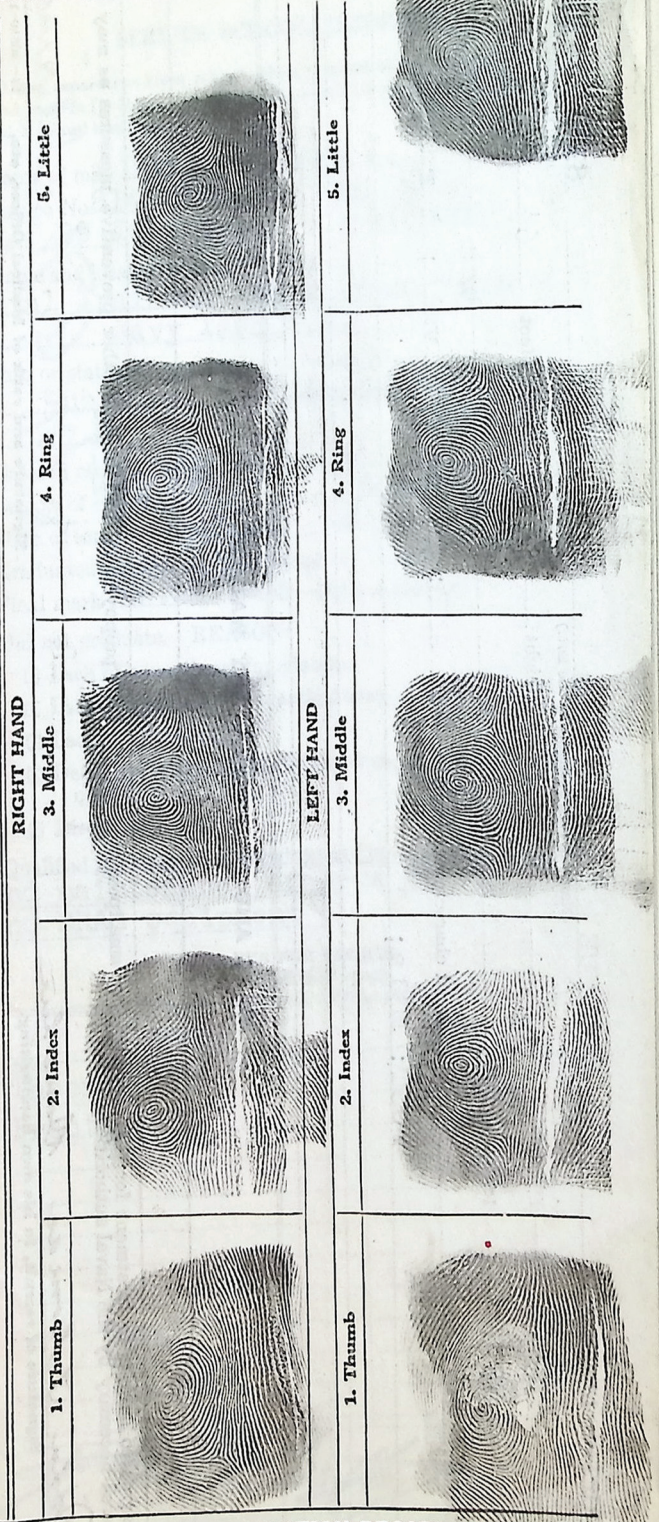 RIGHT HAND
1. Thumb 2. Index 3. Middle 4. Ring 5. Little
LEFT HAND
1. Thumb 2. Index 3. Middle 4. Ring 5. Little